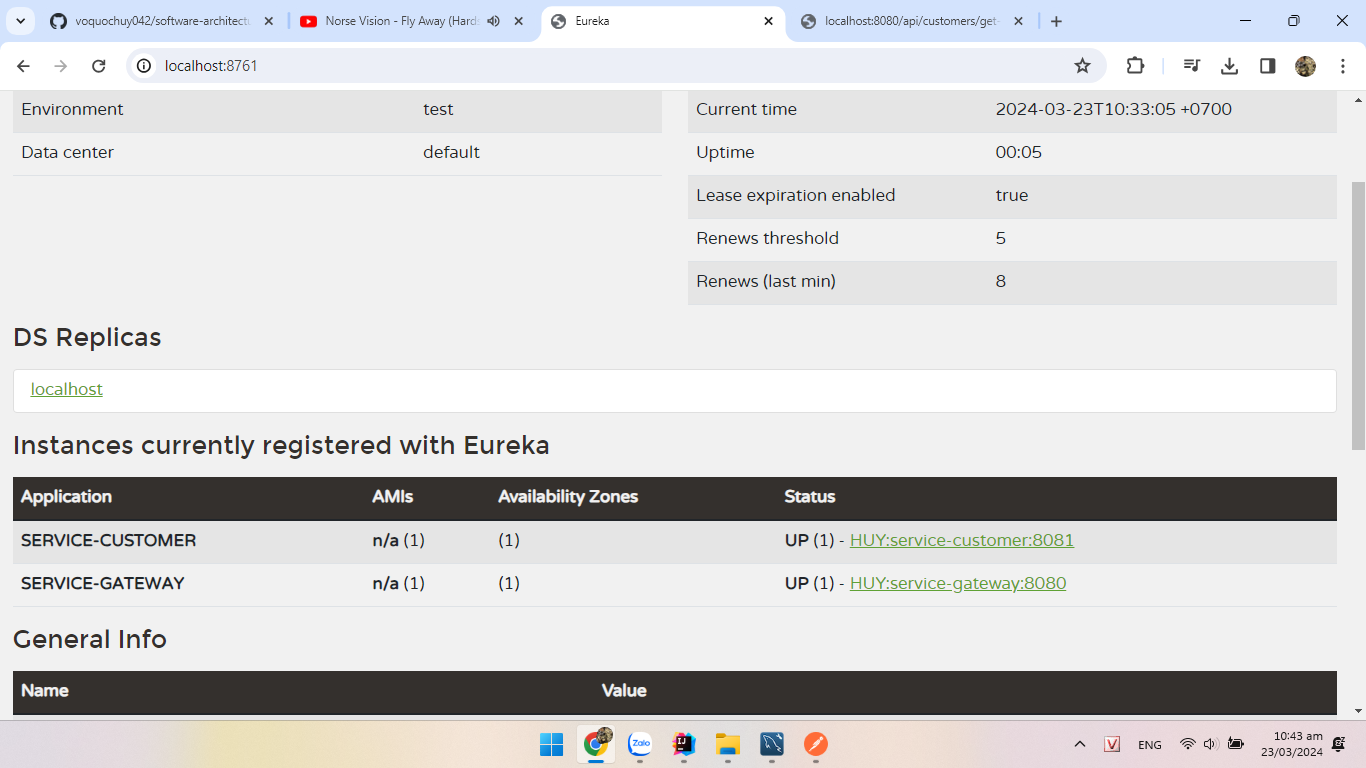 voquochuy042/software-architectu
Norse Vision - Fly Away (Hards
Eureka
localhost:8080/api/customers/get-
localhost:8761
Environment test
Data center default
Current time 2024-03-23T10:33:05 +0700
Uptime 00:05
Lease expiration enabled true
Renews threshold 5
Renews (last min) 8
DS Replicas
localhost
Instances currently registered with Eureka
Application AMIs Availability Zones Status
SERVICE-CUSTOMER n/a (1) (1) UP (1) - HUY:service-customer:8081
SERVICE-GATEWAY n/a (1) (1) UP (1) - HUY:service-gateway:8080
General Info
Name Value
Zalo
IJ
V
ENG
10:43 am
23/03/2024